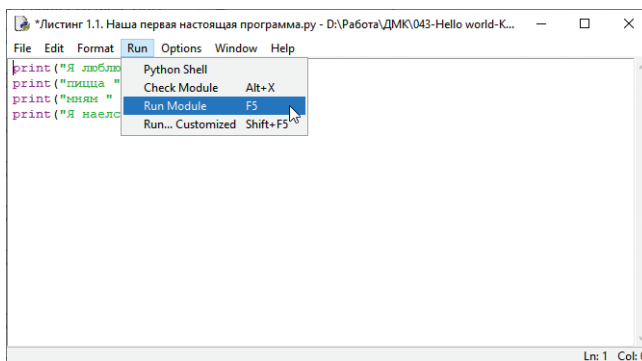 *Листинг 1.1. Наша первая настоящая программа.py - D:\Работа\ДМК\043-Hello world-K...
File Edit Format Run Options Window Help
print("Я люблю
print("пицца "
print("мням "
print("Я наелс
Python Shell
Check Module Alt+X
Run Module F5
Run... Customized Shift+F5
Ln: 1 Col: